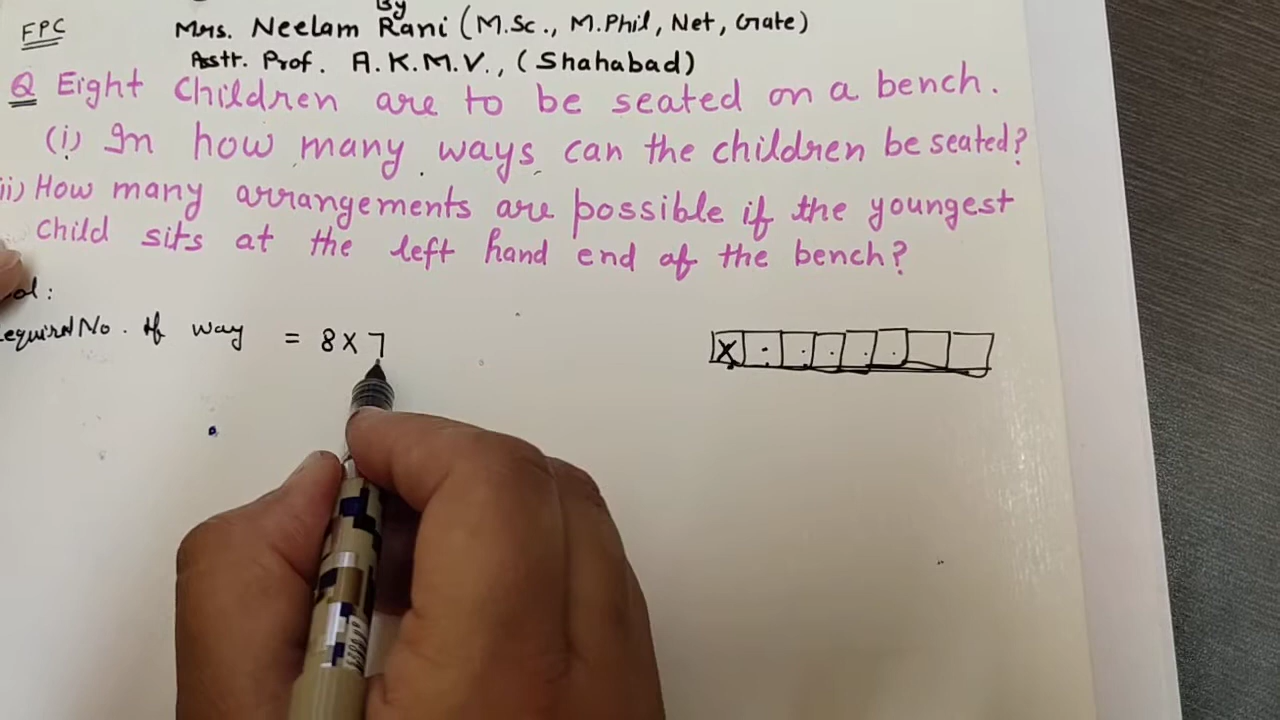 By
FPC Mrs. Neelam Rani (M.Sc., M.Phil, Net, Gate)
Asstt. Prof. A.K.M.V., (Shahabad)
Q Eight Children are to be seated on a bench.
(i) In how many ways can the children be seated?
ii) How many arrangements are possible if the youngest
child sits at the left hand end of the bench?
ol:
equired No. of way = 8 x 7
x